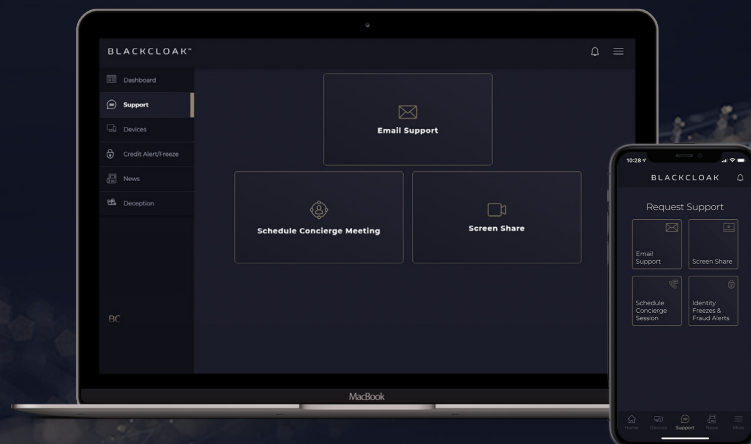 BLACKCLOAK™
Dashboard
Support
Devices
Credit Alert/Freeze
News
Deception
BC
Email Support
Schedule Concierge Meeting
Screen Share
MacBook
10:28
BLACKCLOAK
Request Support
Email
Support
Screen Share
Schedule
Concierge
Session
Identity
Freezes &
Fraud Alerts
Home
Devices
Support
News
More